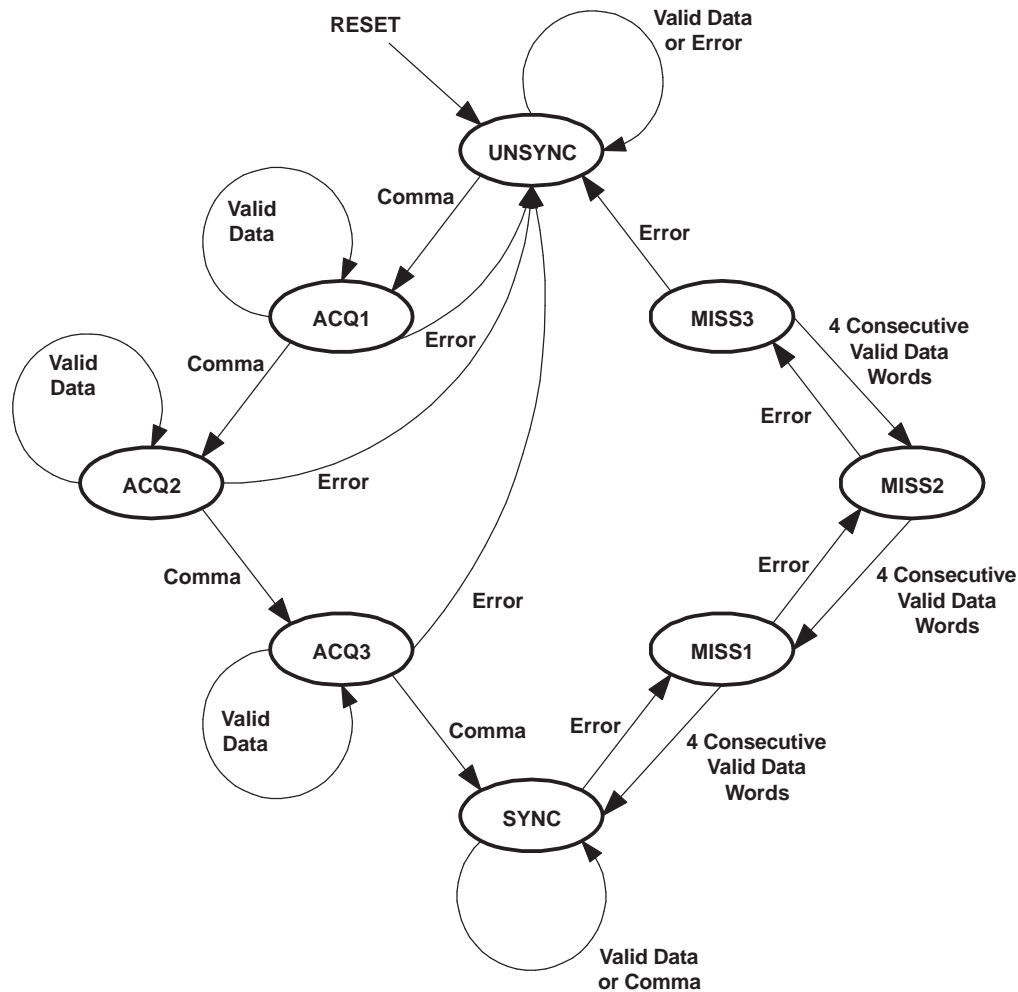 RESET
Valid Data
or Error
UNSYNC
Comma
Valid
Data
Error
ACQ1
Error
MISS3
4 Consecutive
Valid Data
Words
Valid
Data
Comma
Error
ACQ2
Error
MISS2
Comma
Error
4 Consecutive
Valid Data
Words
Error
ACQ3
MISS1
Valid
Data
Comma
Error
4 Consecutive
Valid Data
Words
SYNC
Valid Data
or Comma